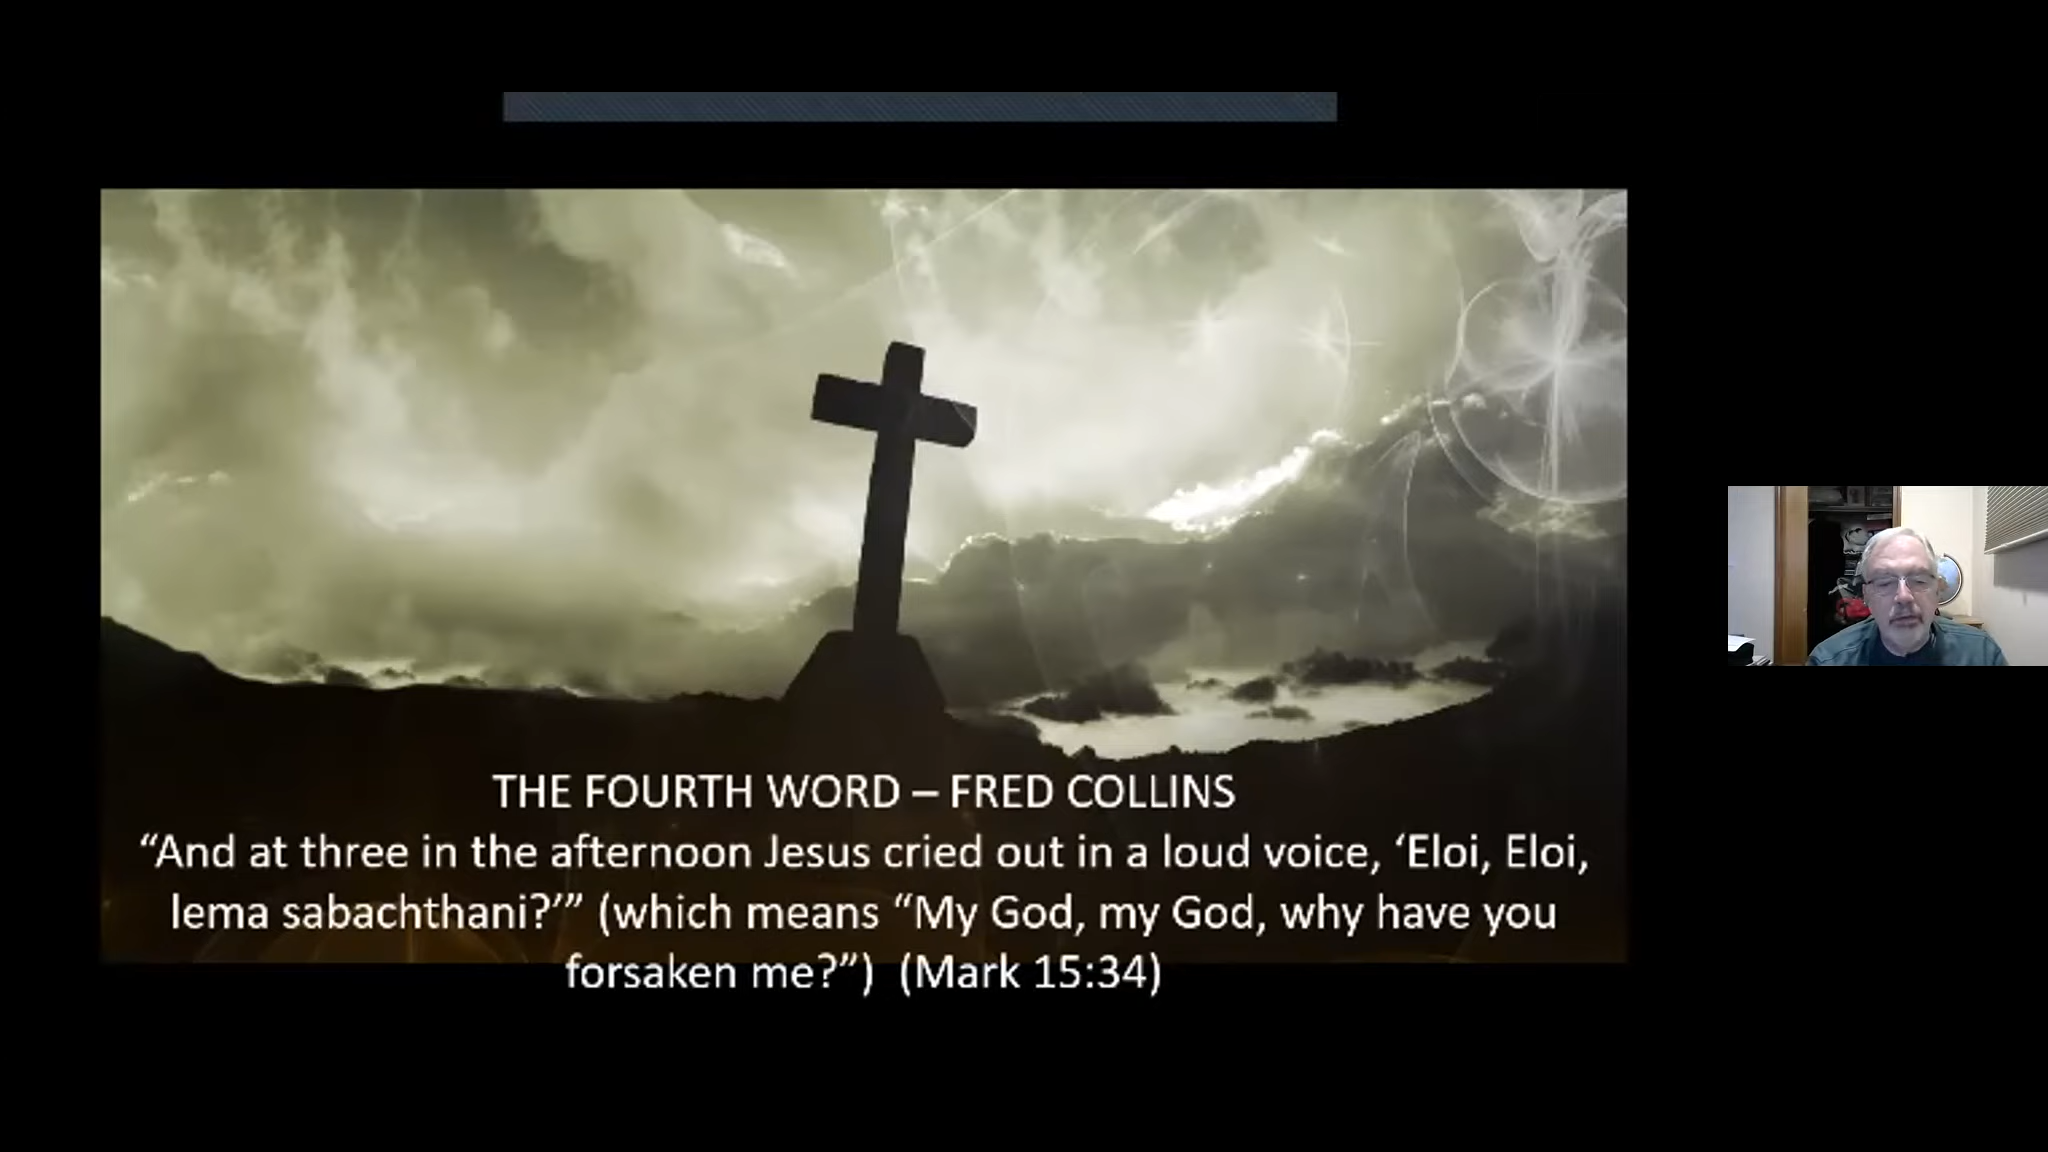 THE FOURTH WORD – FRED COLLINS
“And at three in the afternoon Jesus cried out in a loud voice, ‘Eloi, Eloi,
lema sabachthani?’” (which means “My God, my God, why have you
forsaken me?”)  (Mark 15:34)